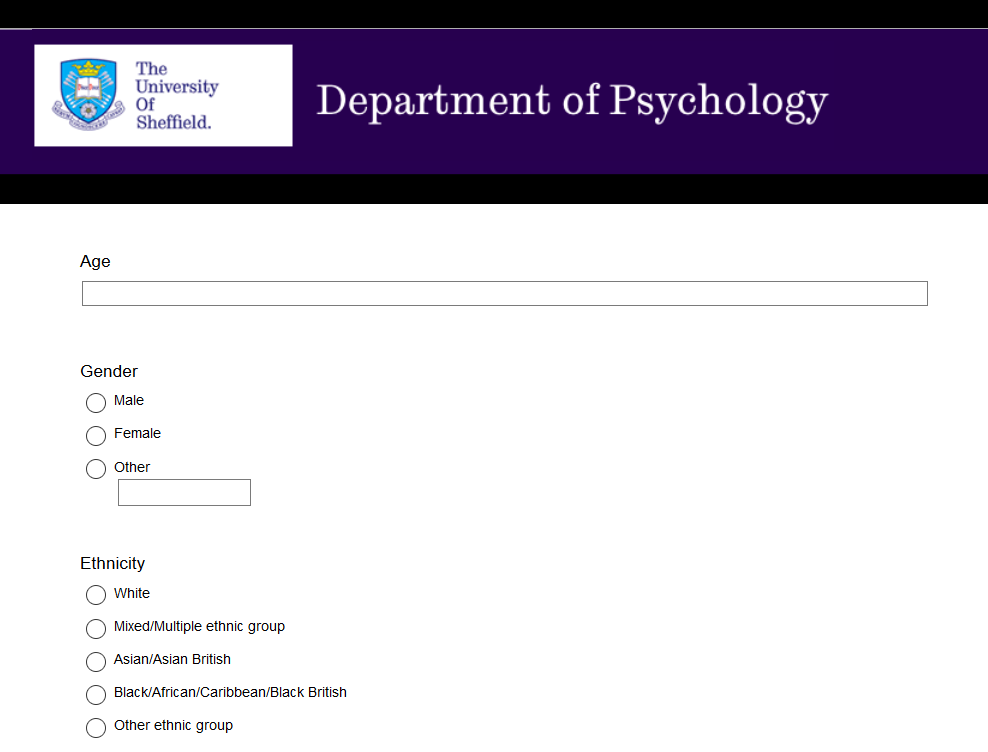 The
University
Of
Sheffield.
Department of Psychology
Age
Gender
Male
Female
Other
Ethnicity
White
Mixed/Multiple ethnic group
Asian/Asian British
Black/African/Caribbean/Black British
Other ethnic group